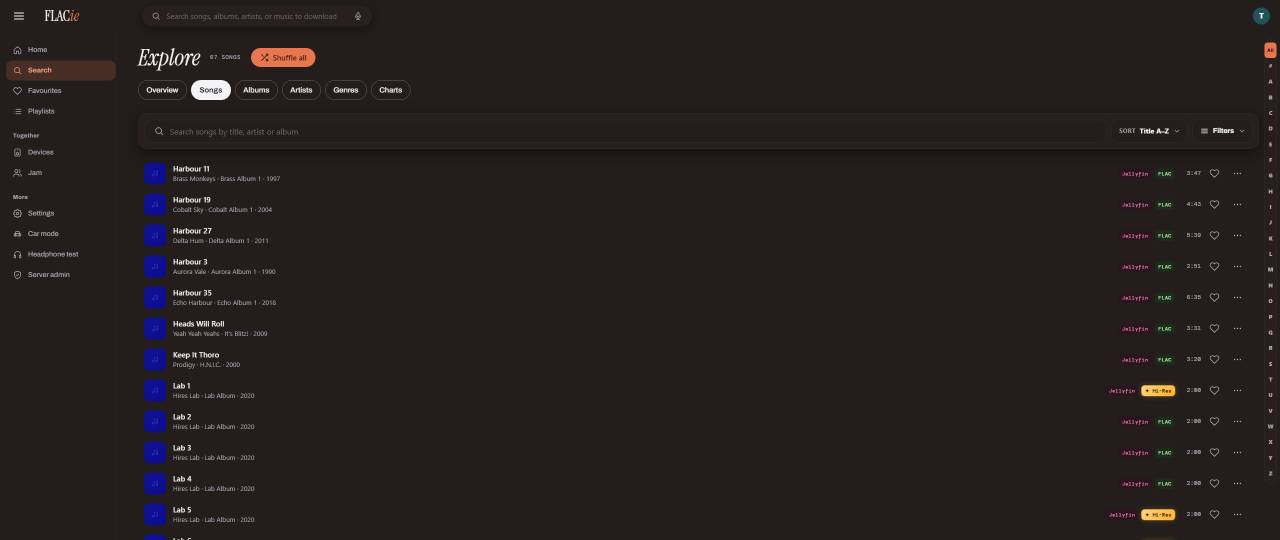 FLACie
Search songs, albums, artists, or music to download
T
Home
Search
Favourites
Playlists
Together
Devices
Jam
More
Settings
Car mode
Headphone test
Server admin
Explore 67 SONGS Shuffle all
Overview Songs Albums Artists Genres Charts
Search songs by title, artist or album SORT Title A–Z Filters
Harbour 11
Brass Monkeys · Brass Album 1 · 1997
Jellyfin FLAC 3:47
Harbour 19
Cobalt Sky · Cobalt Album 1 · 2004
Jellyfin FLAC 4:43
Harbour 27
Delta Hum · Delta Album 1 · 2011
Jellyfin FLAC 5:39
Harbour 3
Aurora Vale · Aurora Album 1 · 1990
Jellyfin FLAC 2:51
Harbour 35
Echo Harbour · Echo Album 1 · 2018
Jellyfin FLAC 6:35
Heads Will Roll
Yeah Yeah Yeahs · It's Blitz! · 2009
Jellyfin FLAC 3:31
Keep It Thoro
Prodigy · H.N.I.C. · 2000
Jellyfin FLAC 3:20
Lab 1
Hires Lab · Lab Album · 2020
Jellyfin Hi-Res 2:00
Lab 2
Hires Lab · Lab Album · 2020
Jellyfin FLAC 2:00
Lab 3
Hires Lab · Lab Album · 2020
Jellyfin FLAC 2:00
Lab 4
Hires Lab · Lab Album · 2020
Jellyfin FLAC 2:00
Lab 5
Hires Lab · Lab Album · 2020
Jellyfin Hi-Res 2:00
All
#
A
B
C
D
E
F
G
H
I
J
K
L
M
N
O
P
Q
R
S
T
U
V
W
X
Y
Z